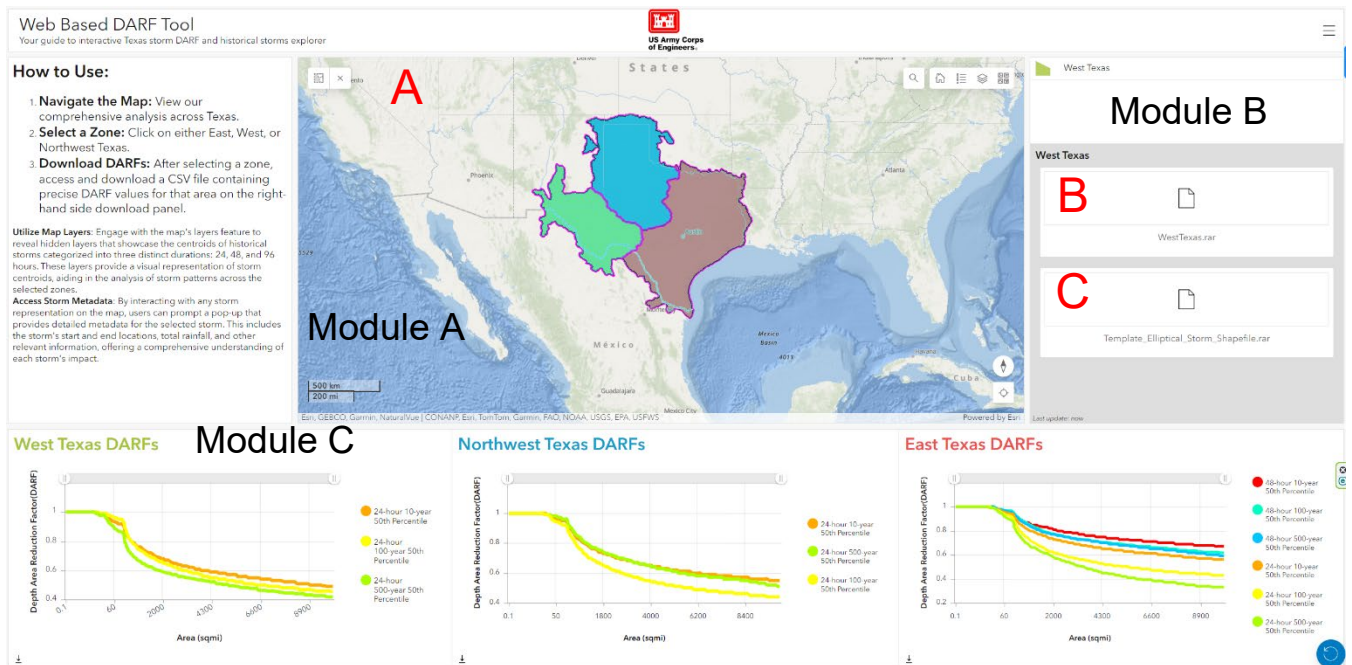 Web Based DARF Tool
Your guide to interactive Texas storm DARF and historical storms explorer
US Army Corps
of Engineers®
How to Use:
1. Navigate the Map: View our
comprehensive analysis across Texas.
2. Select a Zone: Click on either East, West, or
Northwest Texas.
3. Download DARFs: After selecting a zone,
access and download a CSV file containing
precise DARF values for that area on the right-
hand side download panel.
Utilize Map Layers: Engage with the map's layers feature to
reveal hidden layers that showcase the centroids of historical
storms categorized into three distinct durations: 24, 48, and 96
hours. These layers provide a visual representation of storm
centroids, aiding in the analysis of storm patterns across the
selected zones.
Access Storm Metadata: By interacting with any storm
representation on the map, users can prompt a pop-up that
provides detailed metadata for the selected storm. This includes
the storm's start and end locations, total rainfall, and other
relevant information, offering a comprehensive understanding of
each storm's impact.
A
States
Phoenix
Atlanta
Austin
Module A
México
Mexico
Basin
4019
Havana
Cuba
Guadalajara
Mexico City
500 km
200 mi
Esri, GEBCO, Garmin, NaturalVue | CONANP, Esri, TomTom, Garmin, FAO, NOAA, USGS, EPA, USFWS
Powered by Esri
West Texas
Module B
West Texas
B
WestTexas.rar
C
Template_Elliptical_Storm_Shapefile.rar
Last update: now
Module C
West Texas DARFs
Depth Area Reduction Factor(DARF)
1
0.8
0.6
0.4
0.1
60
2000
4300
6600
8900
Area (sqmi)
24-hour 10-year
50th Percentile
24-hour
100-year 50th
Percentile
24-hour
500-year 50th
Percentile
Northwest Texas DARFs
Depth Area Reduction Factor(DARF)
1
0.8
0.6
0.4
0.1
50
1800
4000
6200
8400
Area (sqmi)
24-hour 10-year
50th Percentile
24-hour 500-year
50th Percentile
24-hour 100-year
50th Percentile
East Texas DARFs
Depth Area Reduction Factor(DARF)
1
0.8
0.6
0.4
0.2
0.1
60
2000
4300
6600
8900
Area (sqmi)
48-hour 10-year
50th Percentile
48-hour 100-year
50th Percentile
48-hour 500-year
50th Percentile
24-hour 10-year
50th Percentile
24-hour 100-year
50th Percentile
24-hour 500-year
50th Percentile